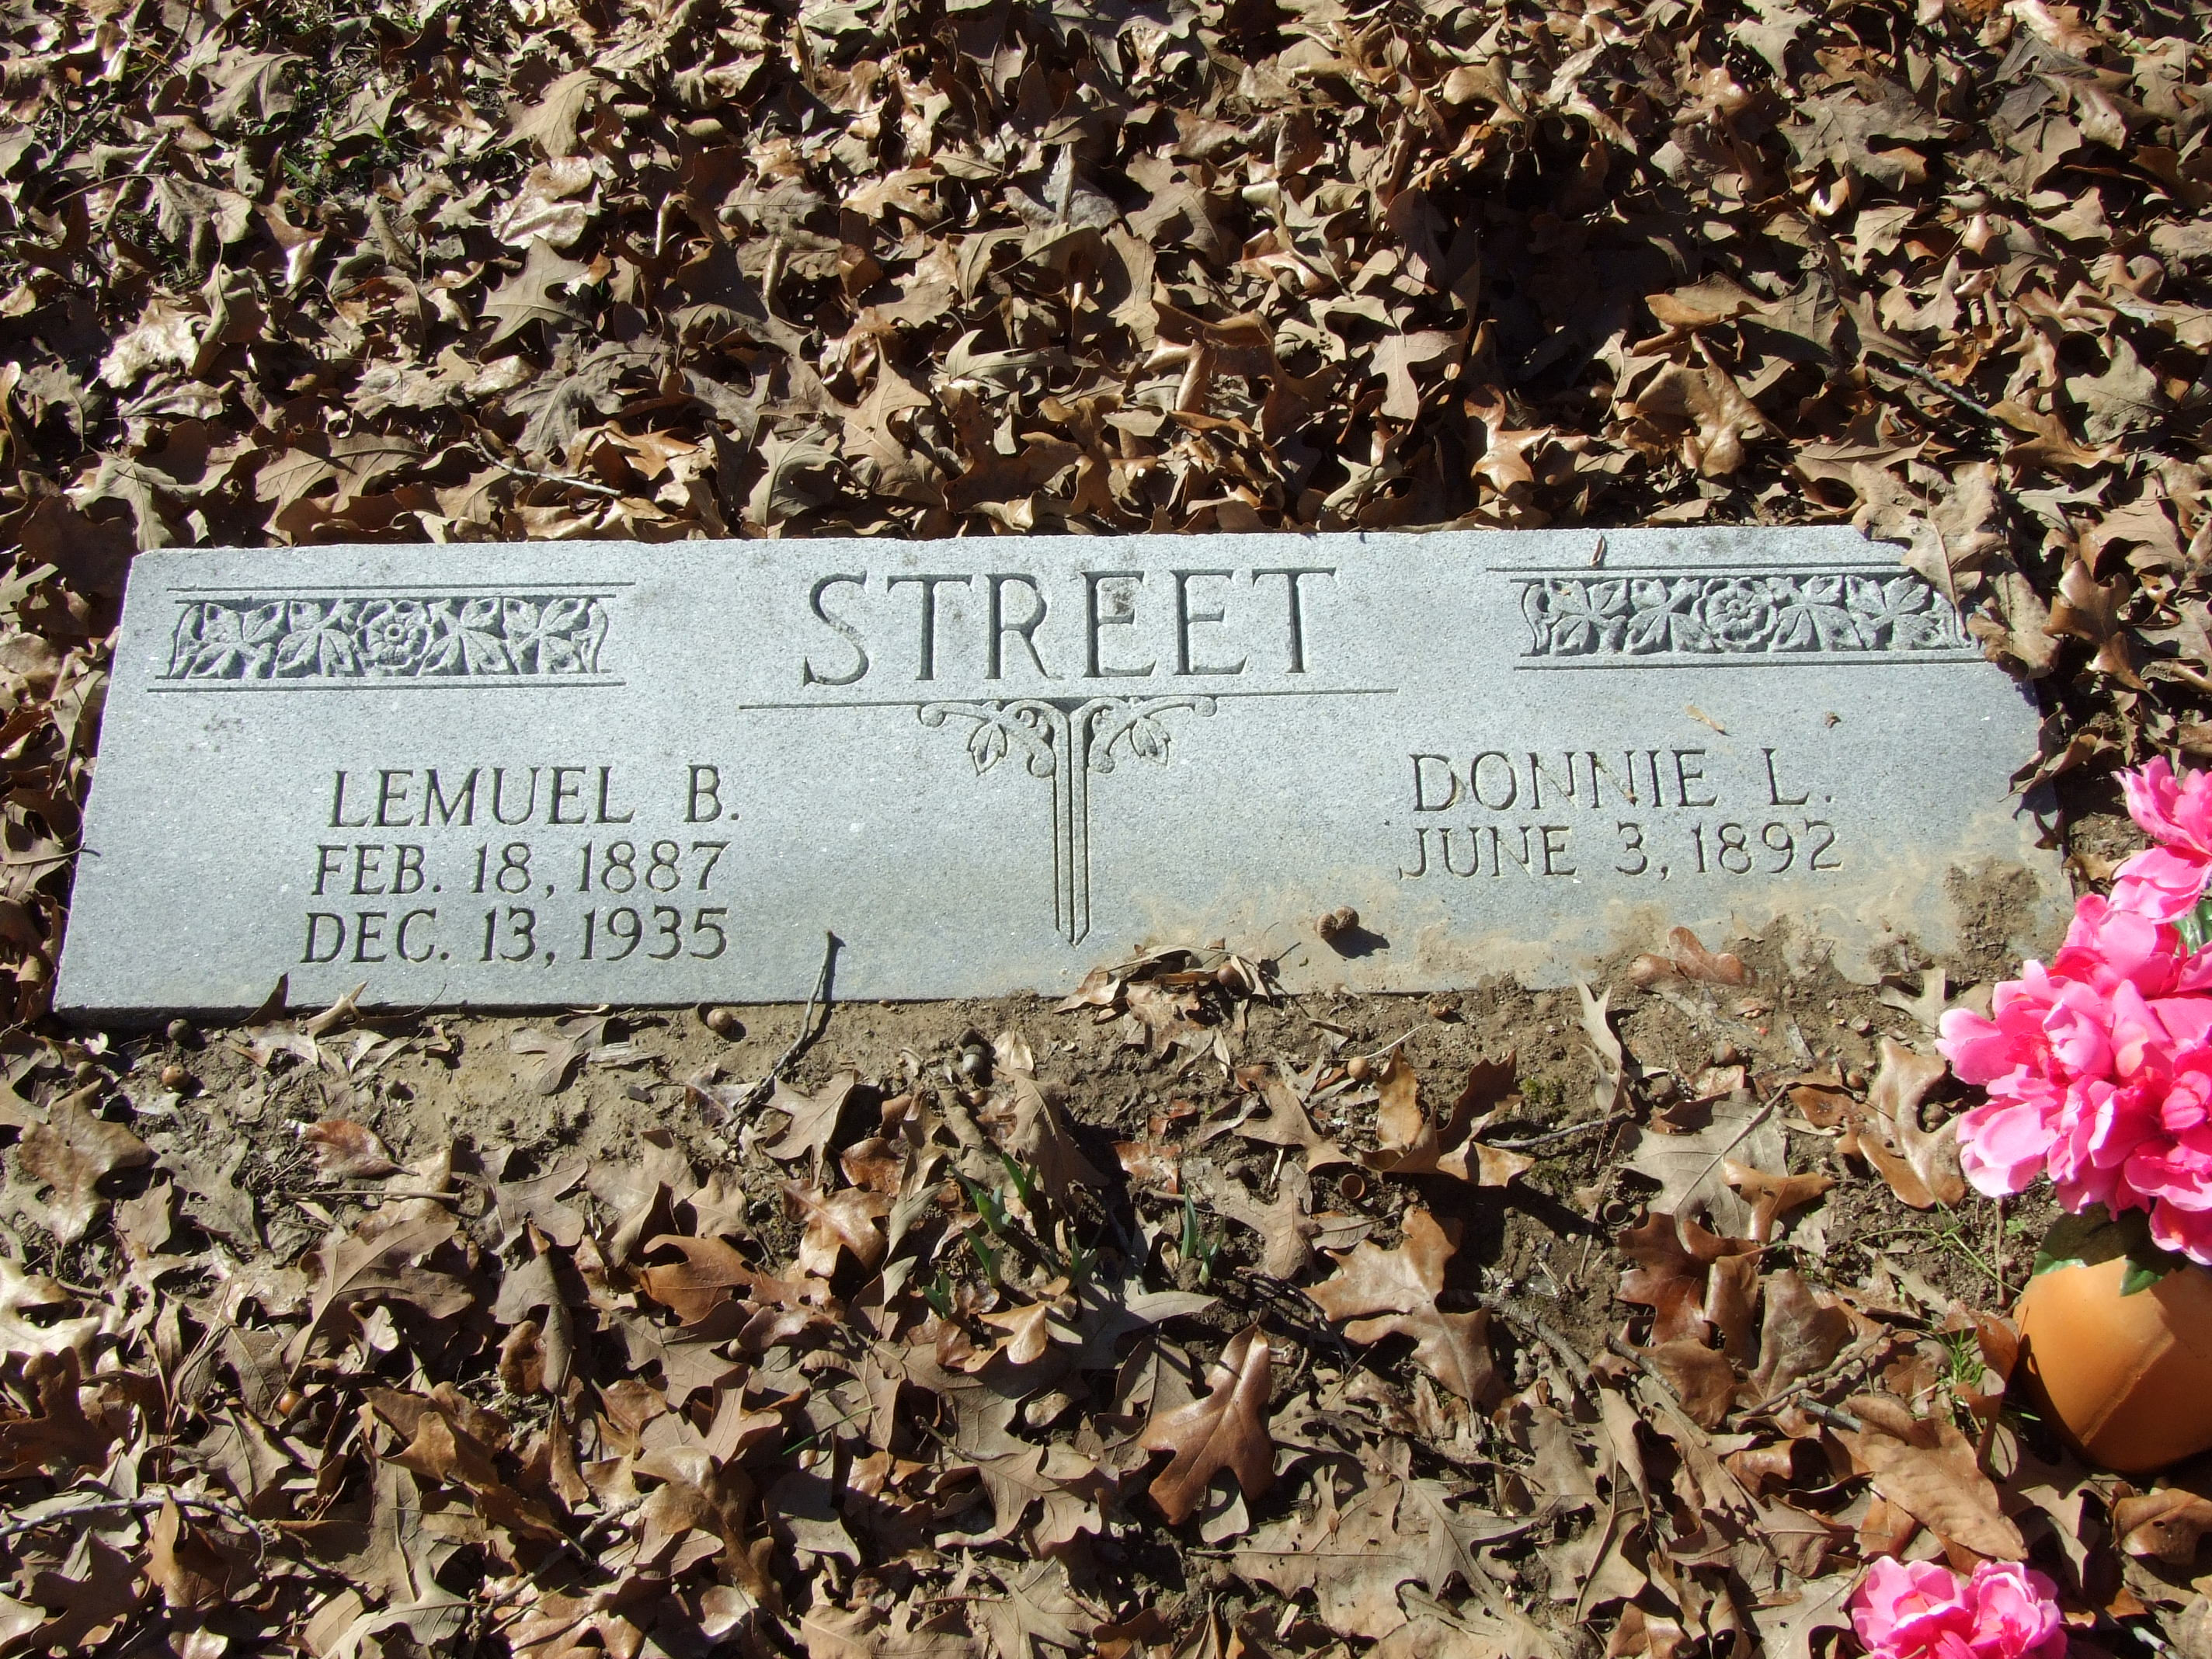 STREET
LEMUEL B.
FEB. 18, 1887
DEC. 13, 1935
DONNIE L.
JUNE 3, 1892